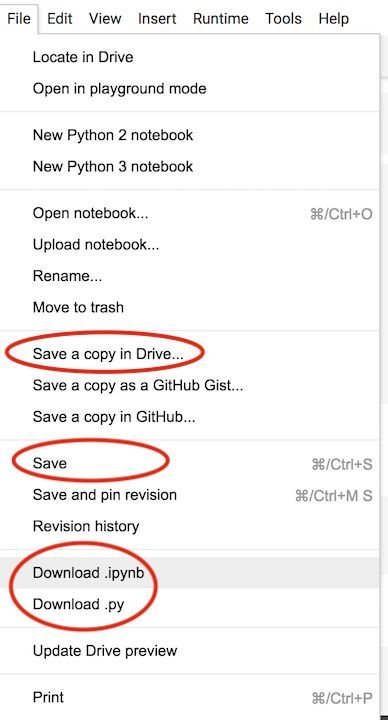 File Edit View Insert Runtime Tools Help
Locate in Drive
Open in playground mode
New Python 2 notebook
New Python 3 notebook
Open notebook... ⌘/Ctrl+O
Upload notebook...
Rename...
Move to trash
Save a copy in Drive...
Save a copy as a GitHub Gist...
Save a copy in GitHub...
Save ⌘/Ctrl+S
Save and pin revision ⌘/Ctrl+M S
Revision history
Download .ipynb
Download .py
Update Drive preview
Print ⌘/Ctrl+P